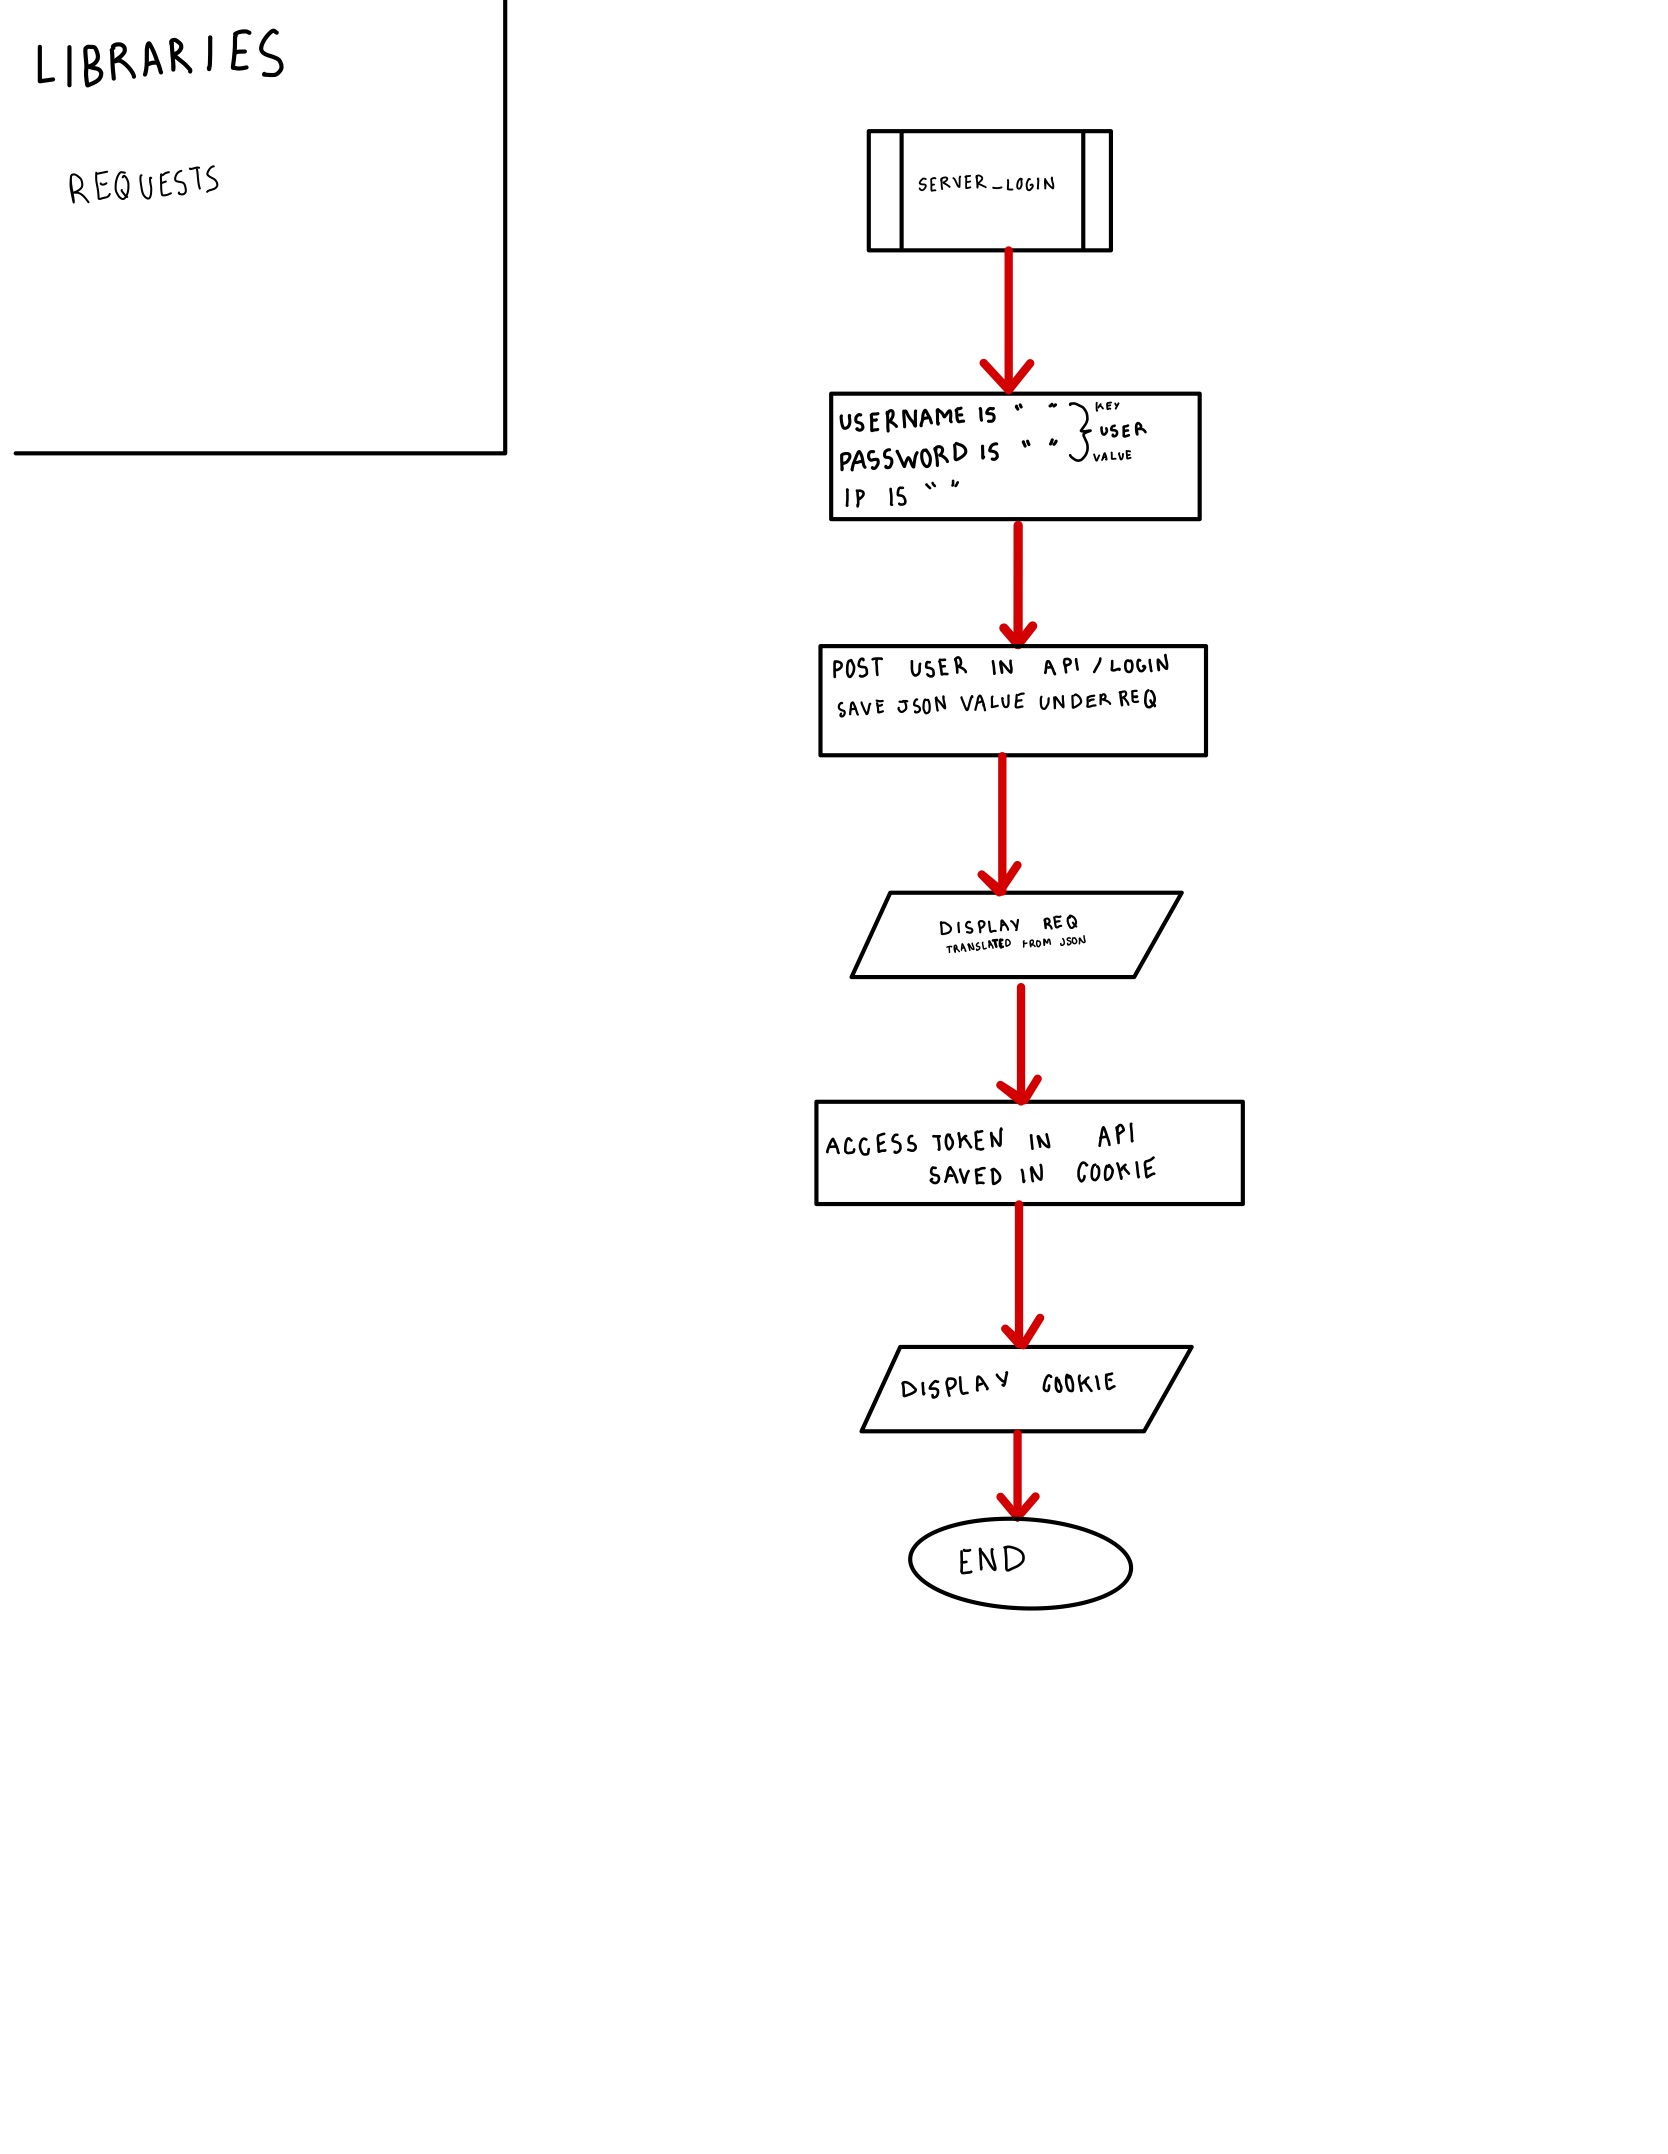 LIBRARIES
REQUESTS
SERVER_LOGIN
USERNAME IS " "
PASSWORD IS " "
IP IS " "
KEY
USER
VALUE
POST USER IN API/LOGIN
SAVE JSON VALUE UNDER REQ
DISPLAY REQ
TRANSLATED FROM JSON
ACCESS TOKEN IN API
SAVED IN COOKIE
DISPLAY COOKIE
END